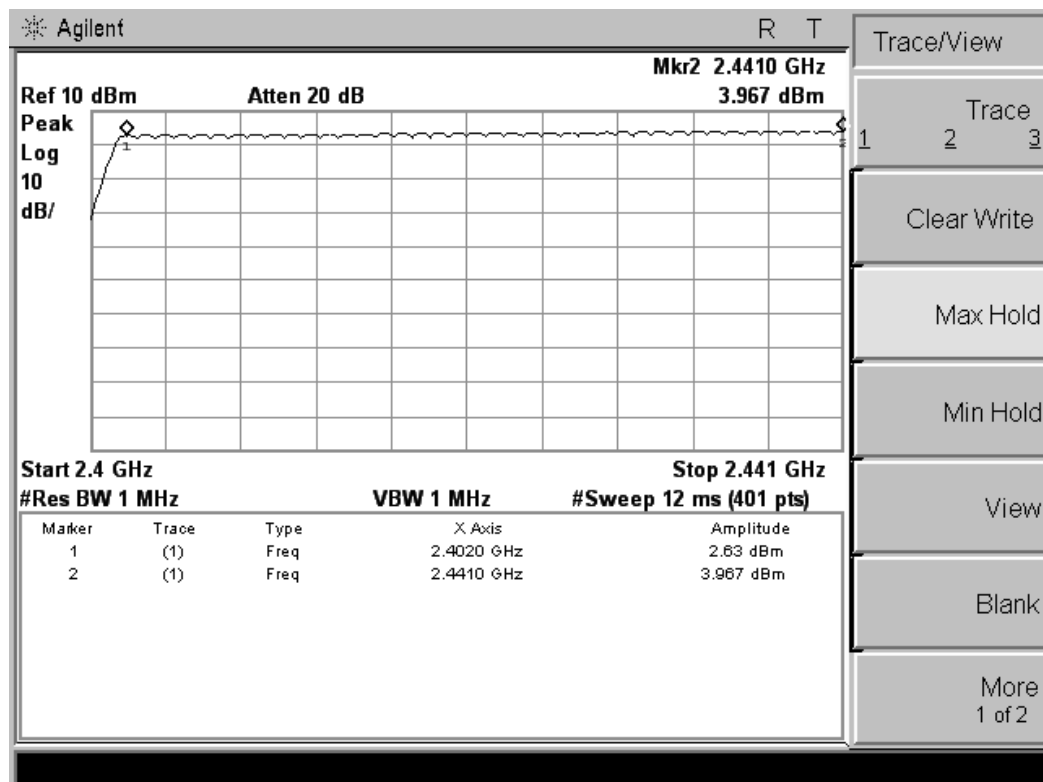 Agilent R T
Trace/View
Mkr2 2.4410 GHz
Ref 10 dBm Atten 20 dB 3.967 dBm
Peak
Log
10
dB/
1
2
Start 2.4 GHz Stop 2.441 GHz
#Res BW 1 MHz VBW 1 MHz #Sweep 12 ms (401 pts)
Marker Trace Type X Axis Amplitude
1 (1) Freq 2.4020 GHz 2.63 dBm
2 (1) Freq 2.4410 GHz 3.967 dBm
Trace
1 2 3
Clear Write
Max Hold
Min Hold
View
Blank
More
1 of 2